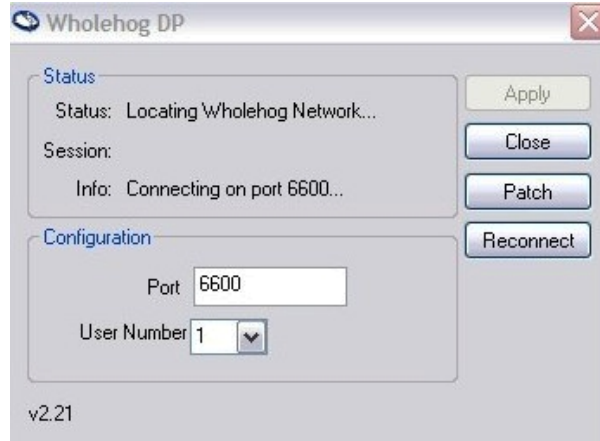 Wholehog DP
Status
Status: Locating Wholehog Network...
Session:
Info: Connecting on port 6600...
Apply
Close
Patch
Reconnect
Configuration
Port 6600
User Number 1
v2.21